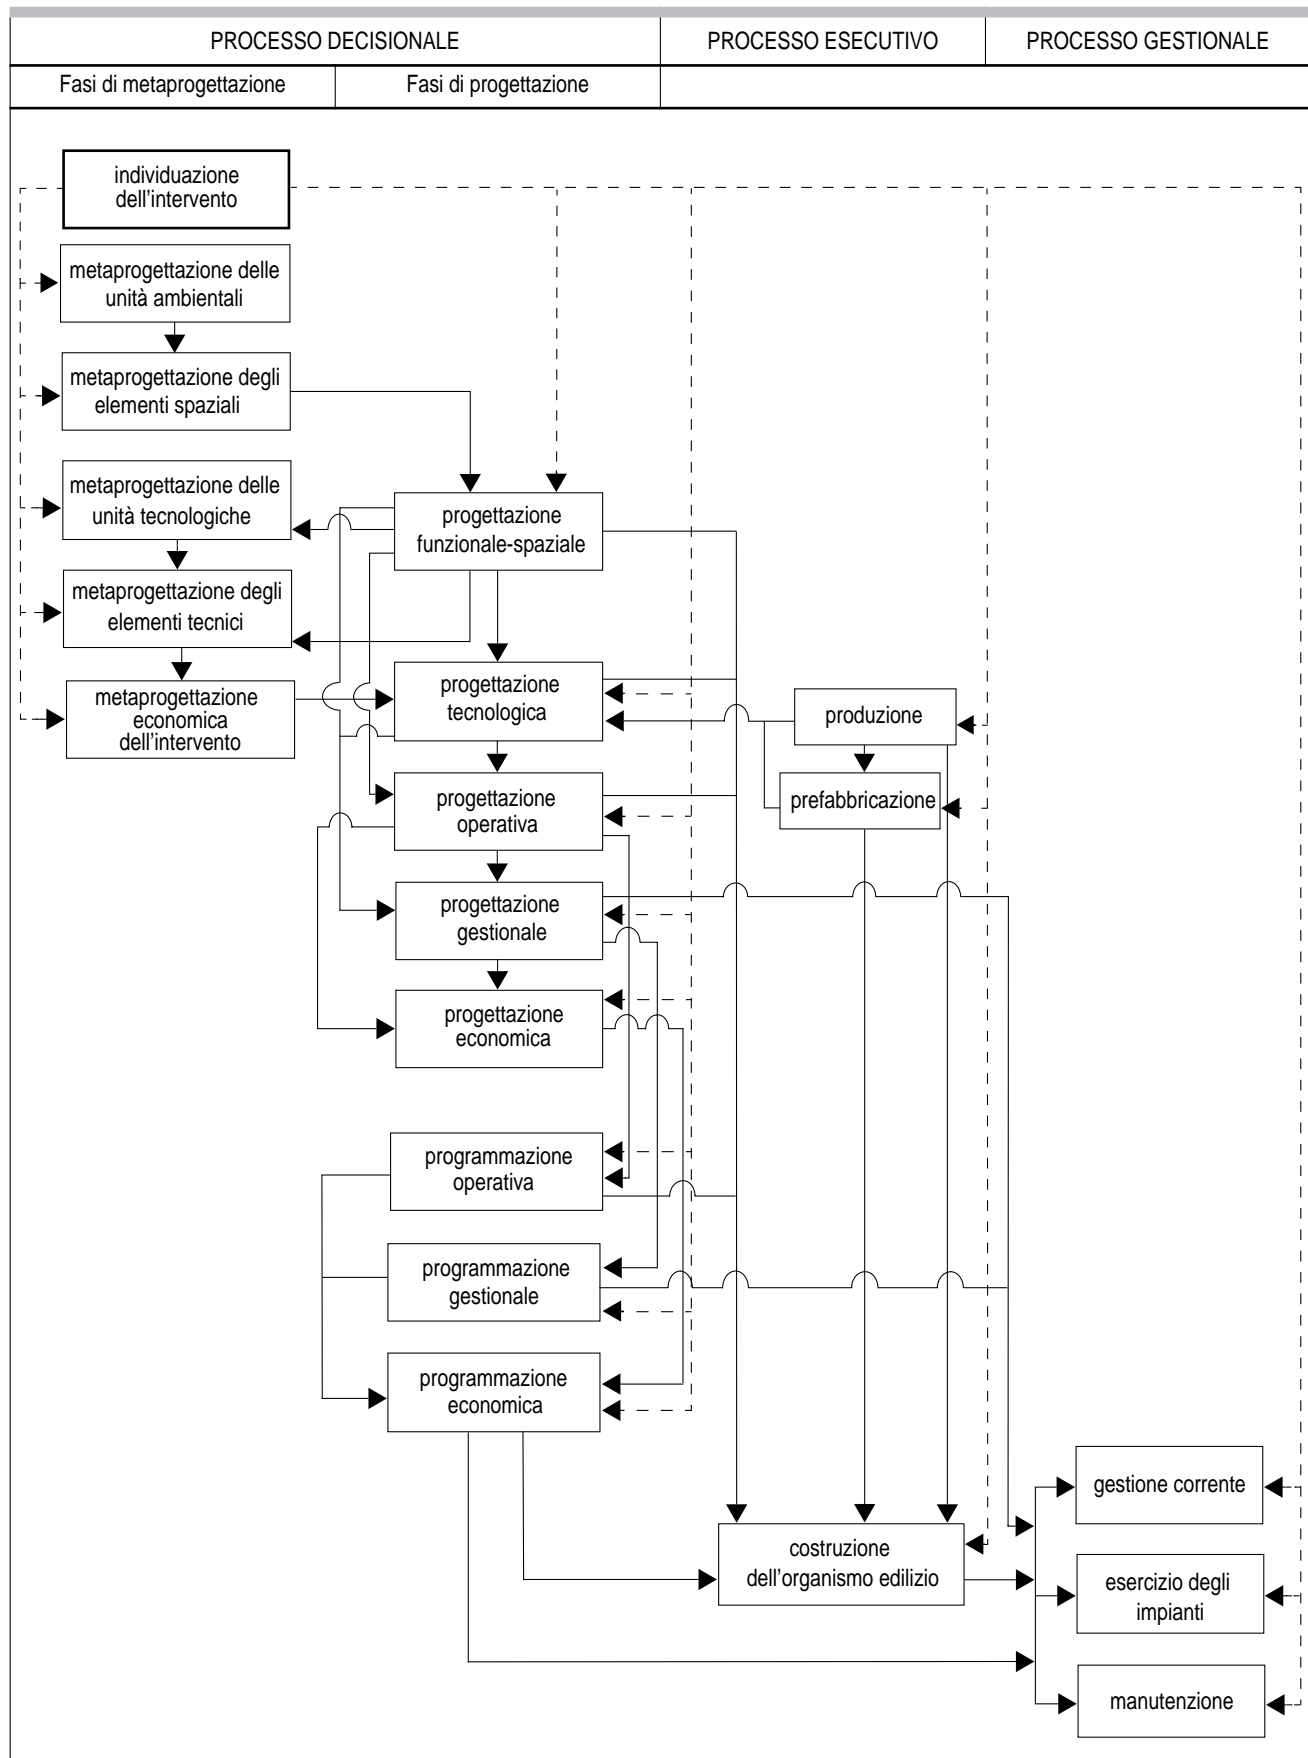 PROCESSO DECISIONALE
PROCESSO ESECUTIVO
PROCESSO GESTIONALE
Fasi di metaprogettazione
Fasi di progettazione
individuazione
dell'intervento
metaprogettazione delle
unità ambientali
metaprogettazione degli
elementi spaziali
metaprogettazione delle
unità tecnologiche
metaprogettazione degli
elementi tecnici
metaprogettazione
economica
dell'intervento
progettazione
funzionale-spaziale
progettazione
tecnologica
progettazione
operativa
progettazione
gestionale
progettazione
economica
programmazione
operativa
programmazione
gestionale
programmazione
economica
produzione
prefabbricazione
costruzione
dell'organismo edilizio
gestione corrente
esercizio degli
impianti
manutenzione